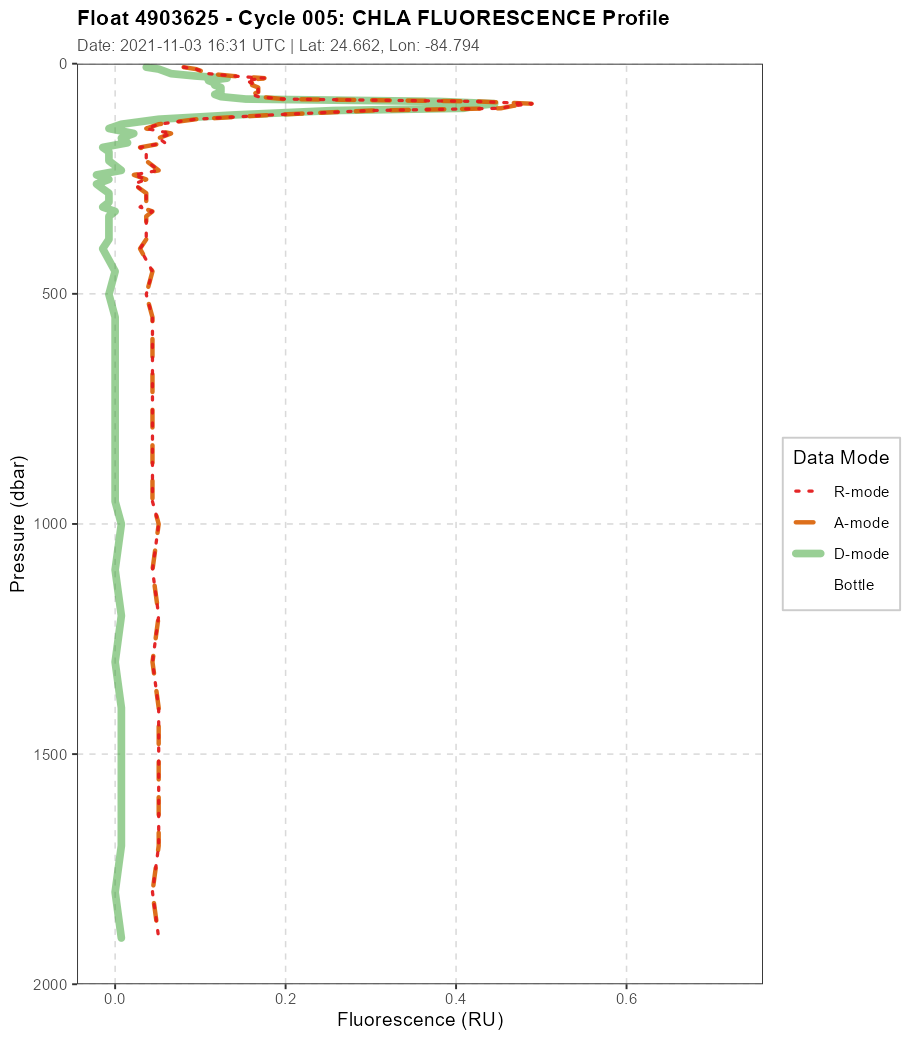 Float 4903625 - Cycle 005: CHLA FLUORESCENCE Profile
Date: 2021-11-03 16:31 UTC | Lat: 24.662, Lon: -84.794
0
500
1000
1500
2000
Pressure (dbar)
0.0 0.2 0.4 0.6
Fluorescence (RU)
Data Mode
R-mode
A-mode
D-mode
Bottle